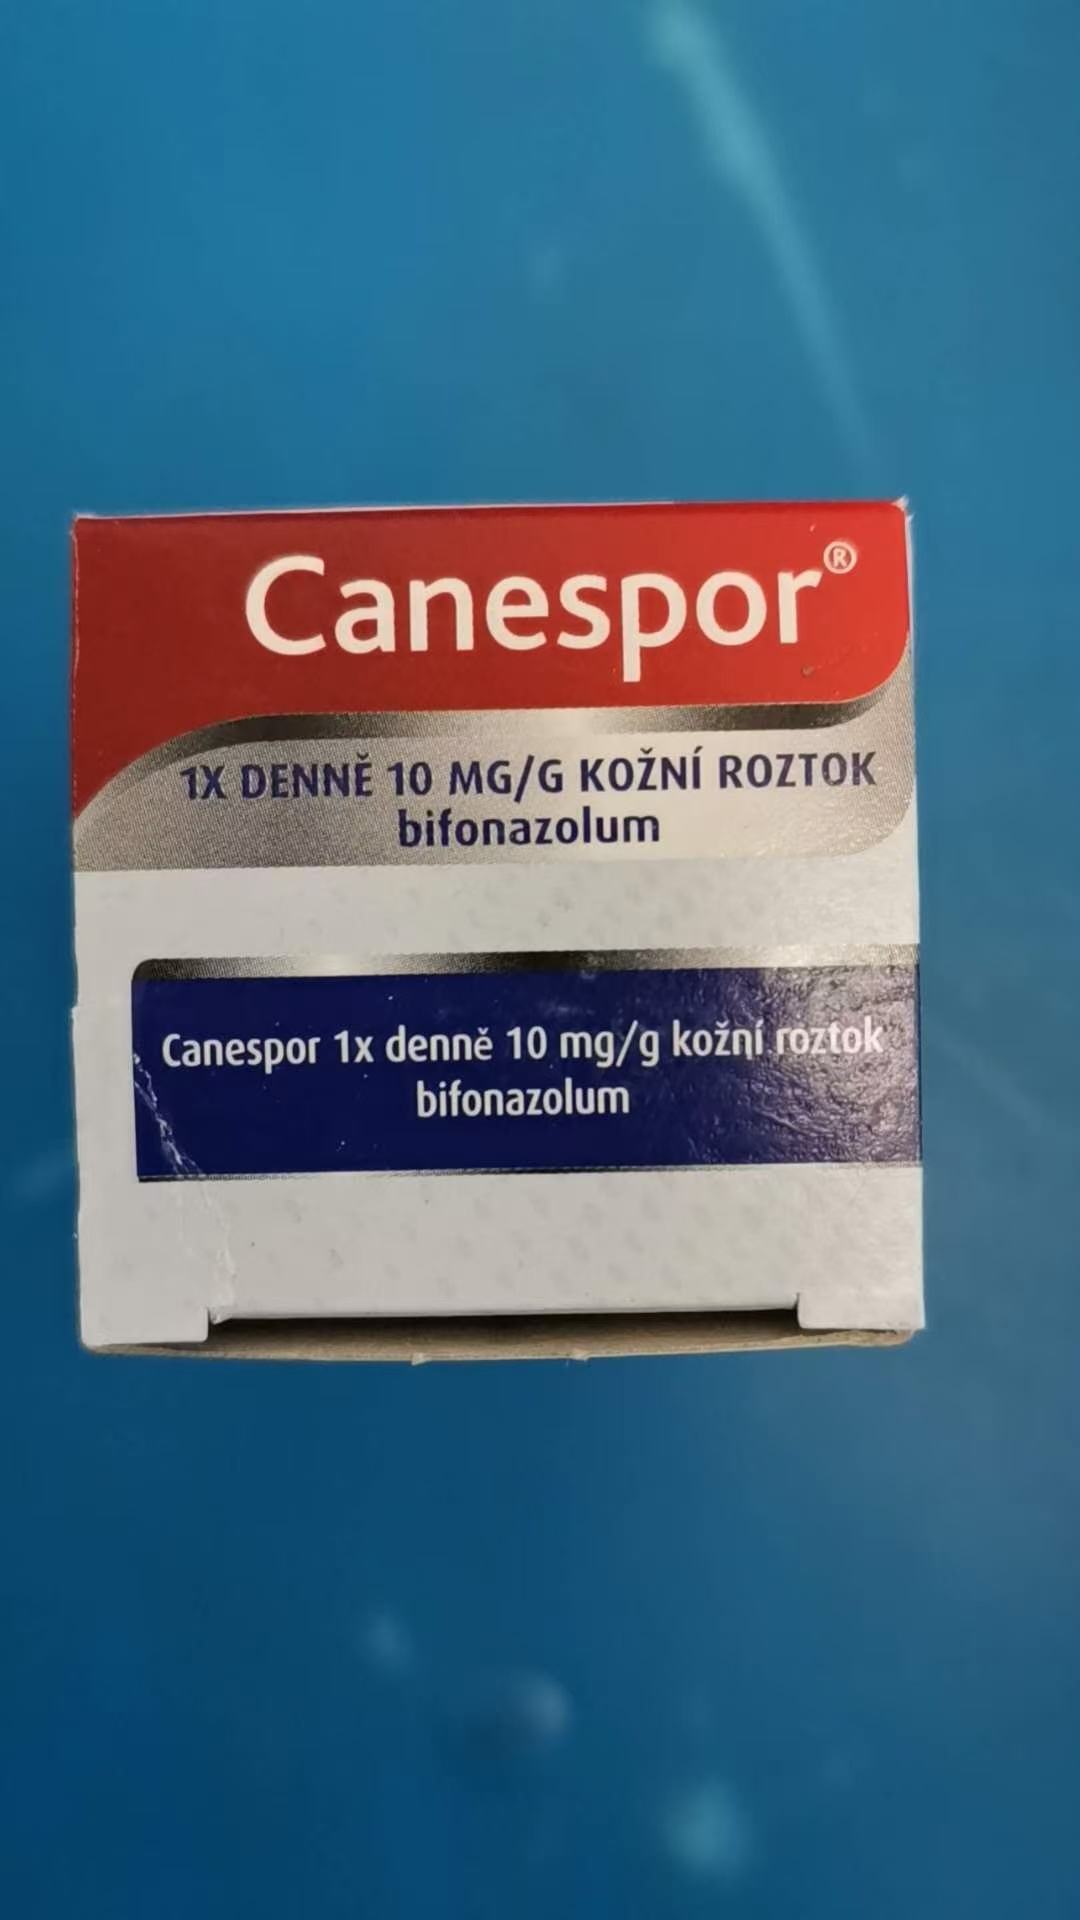 Canespor®
1X DENNĚ 10 MG/G KOŽNÍ ROZTOK
bifonazolum
Canespor 1x denně 10 mg/g kožní roztok
bifonazolum